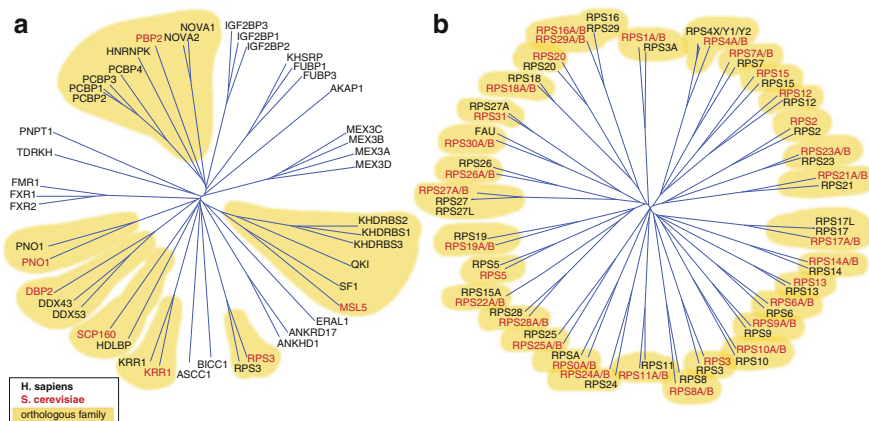 a
PBP2
NOVA1
NOVA2
HNRNPK
PCBP4
PCBP3
PCBP1
PCBP2
IGF2BP3
IGF2BP1
IGF2BP2
KHSRP
FUBP1
FUBP3
AKAP1
MEX3C
MEX3B
MEX3A
MEX3D
PNPT1
TDRKH
FMR1
FXR1
FXR2
KHDRBS2
KHDRBS1
KHDRBS3
QKI
SF1
MSL5
ERAL1
ANKRD17
ANKHD1
PNO1
PNO1
DBP2
DDX43
DDX53
SCP160
HDLBP
KRR1
KRR1
ASCC1
BICC1
RPS3
RPS3
H. sapiens
S. cerevisiae
orthologous family
b
RPS16
RPS16A/B
RPS29
RPS29A/B
RPS1A/B
RPS3A
RPS4X/Y1/Y2
RPS4A/B
RPS7A/B
RPS7
RPS15
RPS15
RPS12
RPS12
RPS2
RPS2
RPS23A/B
RPS23
RPS21A/B
RPS21
RPS17L
RPS17
RPS17A/B
RPS14A/B
RPS14
RPS13
RPS13
RPS6A/B
RPS6
RPS9A/B
RPS9
RPS10A/B
RPS10
RPS3
RPS3
RPS8
RPS8A/B
RPS11
RPS11A/B
RPS24
RPS24A/B
RPS0A/B
RPSA
RPS25A/B
RPS25
RPS28A/B
RPS28
RPS22A/B
RPS15A
RPS5
RPS5
RPS19A/B
RPS19
RPS27L
RPS27
RPS27A/B
RPS26A/B
RPS26
RPS30A/B
FAU
RPS31
RPS27A
RPS18A/B
RPS18
RPS20
RPS20